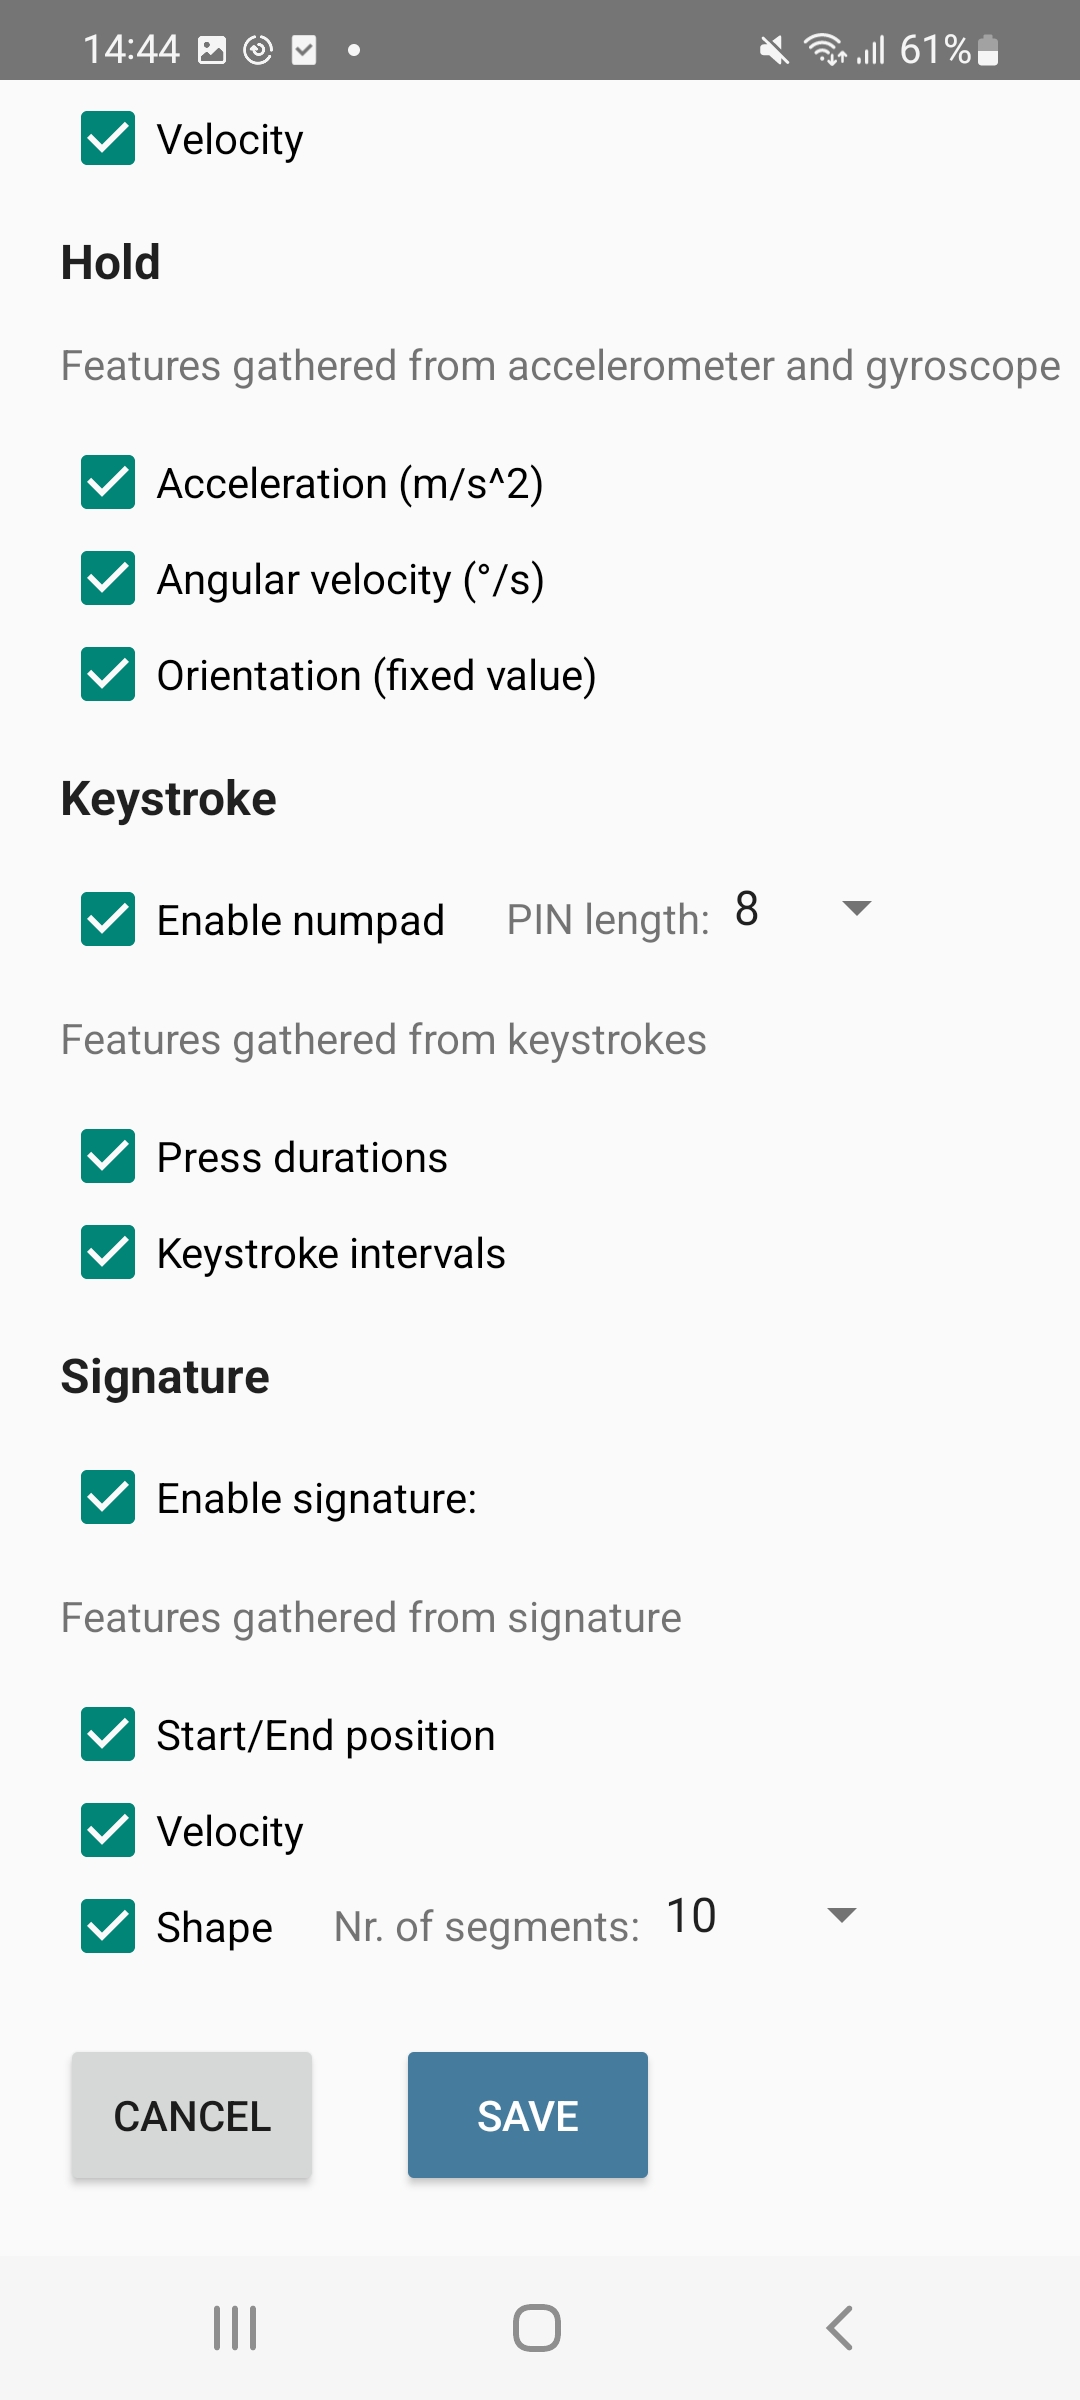 14:44 61%
Velocity
Hold
Features gathered from accelerometer and gyroscope
Acceleration (m/s^2)
Angular velocity (°/s)
Orientation (fixed value)
Keystroke
Enable numpad PIN length: 8
Features gathered from keystrokes
Press durations
Keystroke intervals
Signature
Enable signature:
Features gathered from signature
Start/End position
Velocity
Shape Nr. of segments: 10
CANCEL SAVE